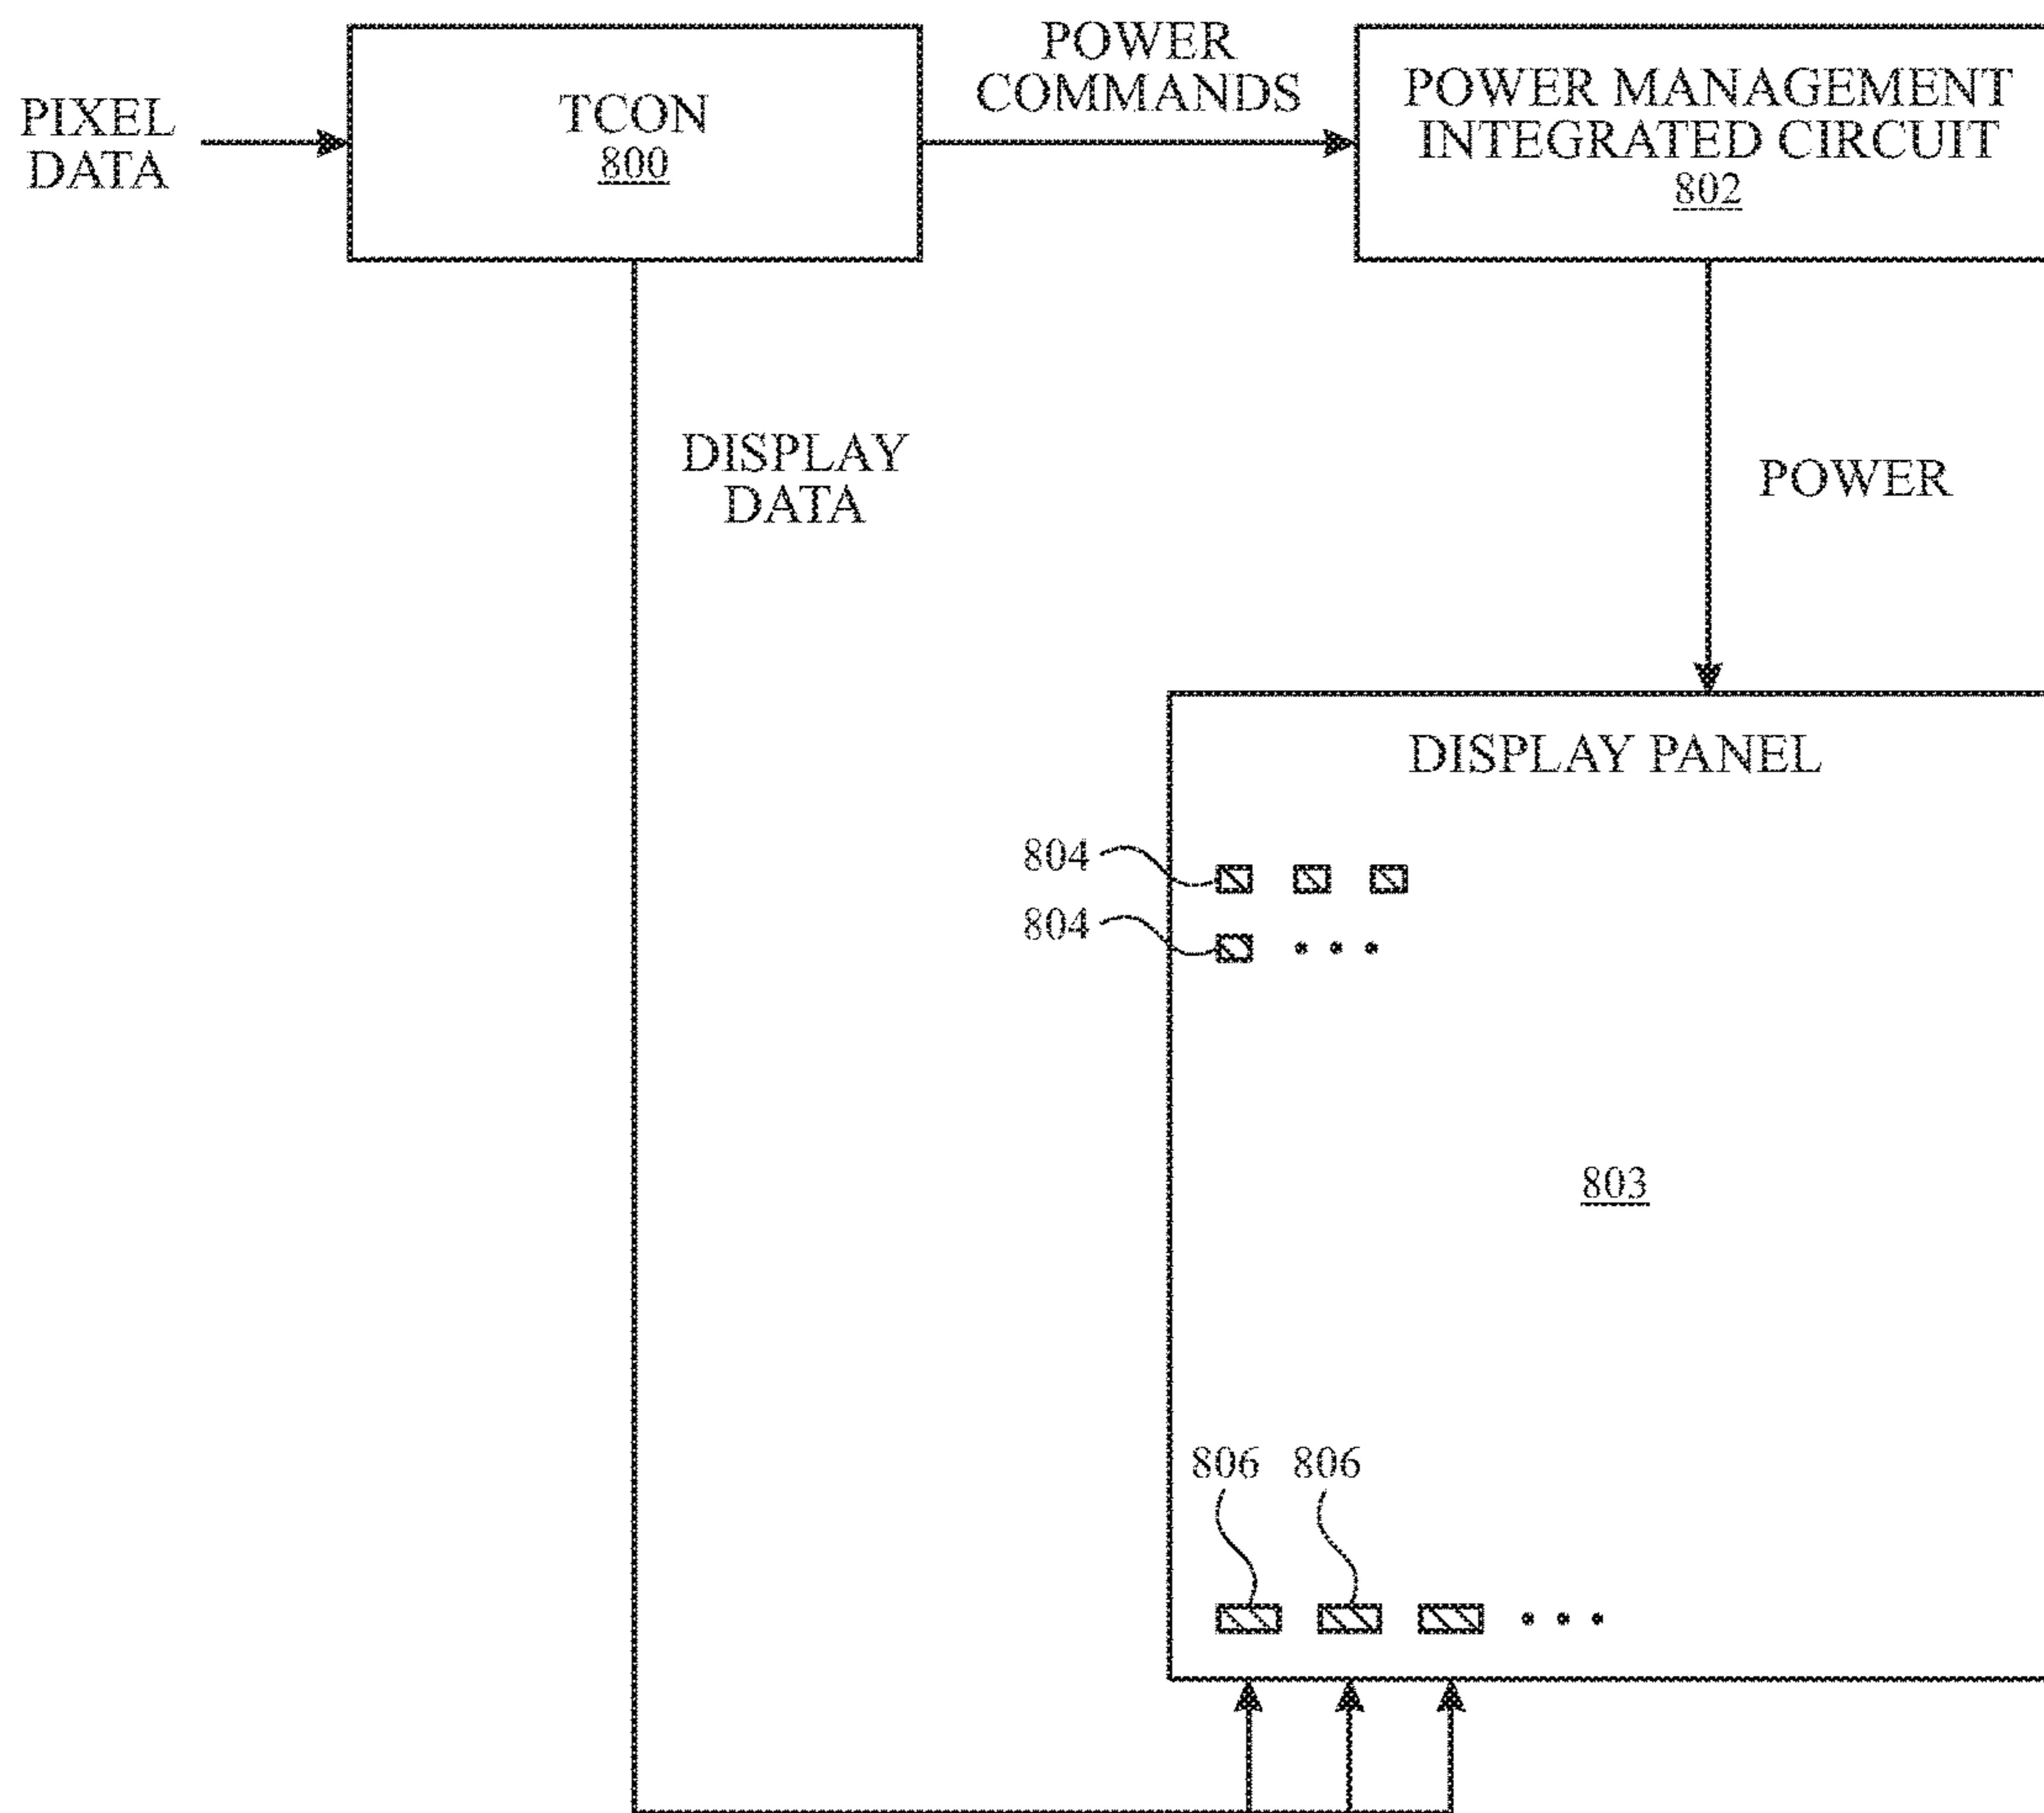 PIXEL
DATA
TCON
800
POWER
COMMANDS
POWER MANAGEMENT
INTEGRATED CIRCUIT
802
DISPLAY
DATA
POWER
DISPLAY PANEL
804
804
803
806 806